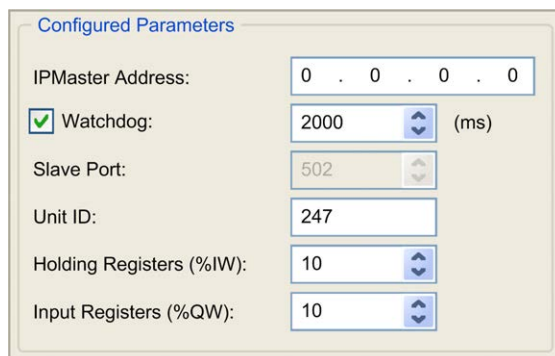 Configured Parameters
IPMaster Address: 0 . 0 . 0 . 0
Watchdog: 2000 (ms)
Slave Port: 502
Unit ID: 247
Holding Registers (%IW): 10
Input Registers (%QW): 10